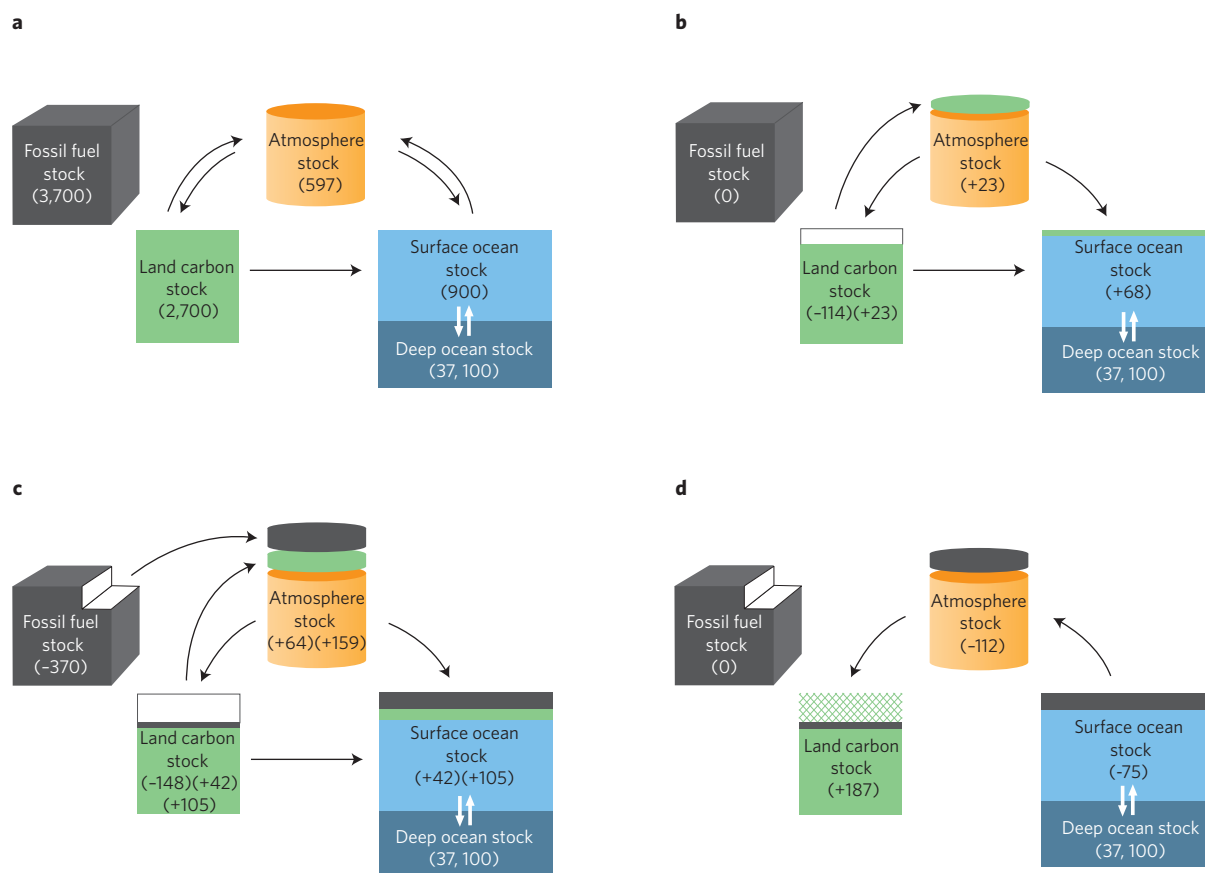 a
Fossil fuel
stock
(3,700)
Atmosphere
stock
(597)
Land carbon
stock
(2,700)
Surface ocean
stock
(900)
Deep ocean stock
(37, 100)
b
Fossil fuel
stock
(0)
Atmosphere
stock
(+23)
Land carbon
stock
(–114)(+23)
Surface ocean
stock
(+68)
Deep ocean stock
(37, 100)
c
Fossil fuel
stock
(–370)
Atmosphere
stock
(+64)(+159)
Land carbon
stock
(–148)(+42)
(+105)
Surface ocean
stock
(+42)(+105)
Deep ocean stock
(37, 100)
d
Fossil fuel
stock
(0)
Atmosphere
stock
(–112)
Land carbon
stock
(+187)
Surface ocean
stock
(-75)
Deep ocean stock
(37, 100)